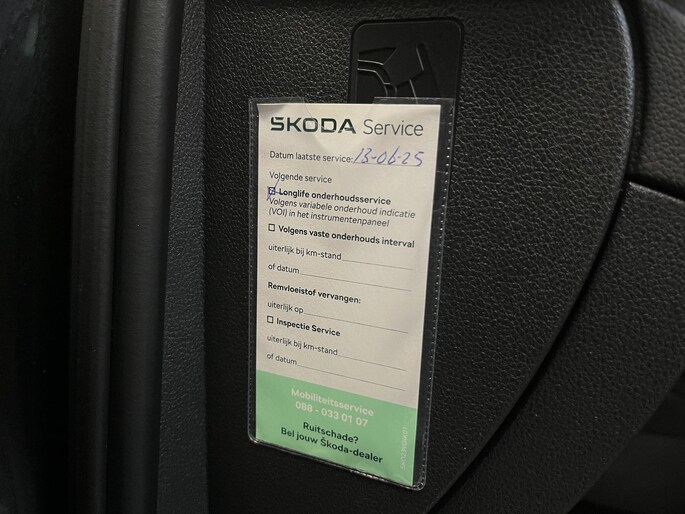 ŠKODA Service
Datum laatste service: 13-06-25
Volgende service
Longlife onderhoudsservice
Volgens variabele onderhoud indicatie
(VOI) in het instrumentenpaneel
Volgens vaste onderhouds interval
uiterlijk bij km-stand
of datum
Remvloeistof vervangen:
uiterlijk op
Inspectie Service
uiterlijk bij km-stand
of datum
Mobiliteitsservice
088 - 033 01 07
Ruitschade?
Bel jouw Škoda-dealer